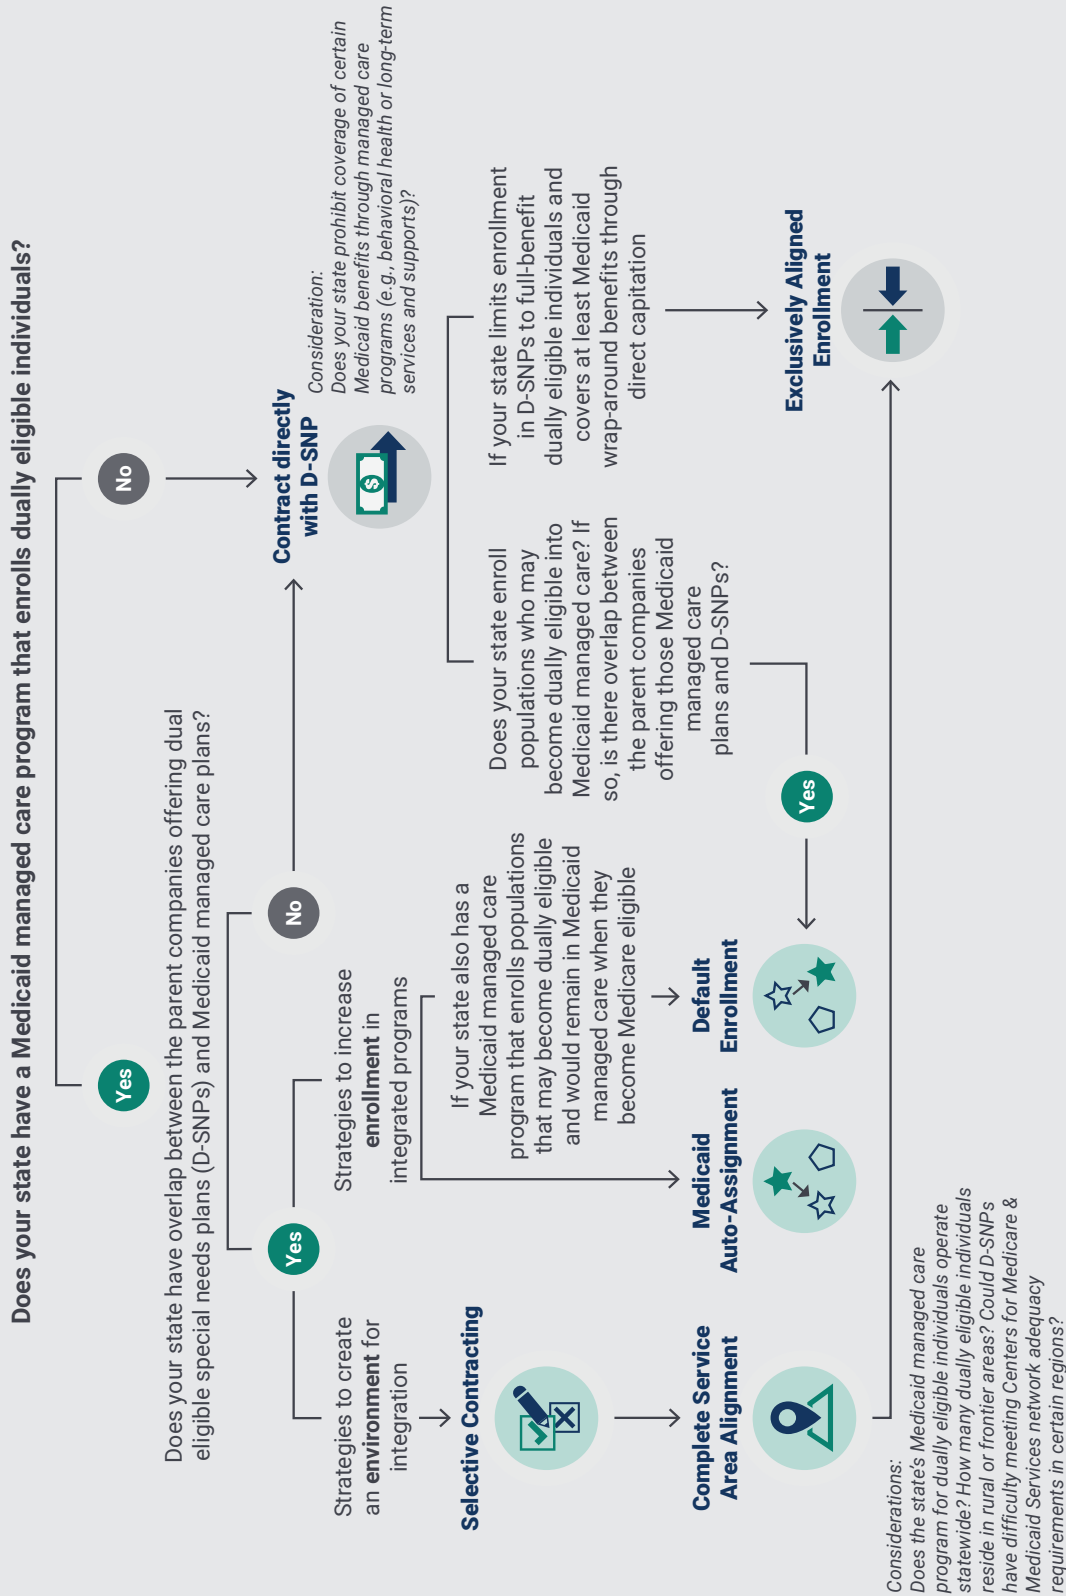 Does your state have a Medicaid managed care program that enrolls dually eligible individuals?
Yes
No
Does your state have overlap between the parent companies offering dual
eligible special needs plans (D-SNPs) and Medicaid managed care plans?
Yes
No
Contract directly
with D-SNP
Consideration:
Does your state prohibit coverage of certain
Medicaid benefits through managed care
programs (e.g., behavioral health or long-term
services and supports)?
Strategies to create
an environment for
integration
Strategies to increase
enrollment in
integrated programs
Selective Contracting
If your state also has a
Medicaid managed care
program that enrolls populations
that may become dually eligible
and would remain in Medicaid
managed care when they
become Medicare eligible
Does your state enroll
populations who may
become dually eligible into
Medicaid managed care? If
so, is there overlap between
the parent companies
offering those Medicaid
managed care
plans and D-SNPs?
If your state limits enrollment
in D-SNPs to full-benefit
dually eligible individuals and
covers at least Medicaid
wrap-around benefits through
direct capitation
Complete Service
Area Alignment
Medicaid
Auto-Assignment
Default
Enrollment
Yes
Exclusively Aligned
Enrollment
Considerations:
Does the state's Medicaid managed care
program for dually eligible individuals operate
statewide? How many dually eligible individuals
reside in rural or frontier areas? Could D-SNPs
have difficulty meeting Centers for Medicare &
Medicaid Services network adequacy
requirements in certain regions?